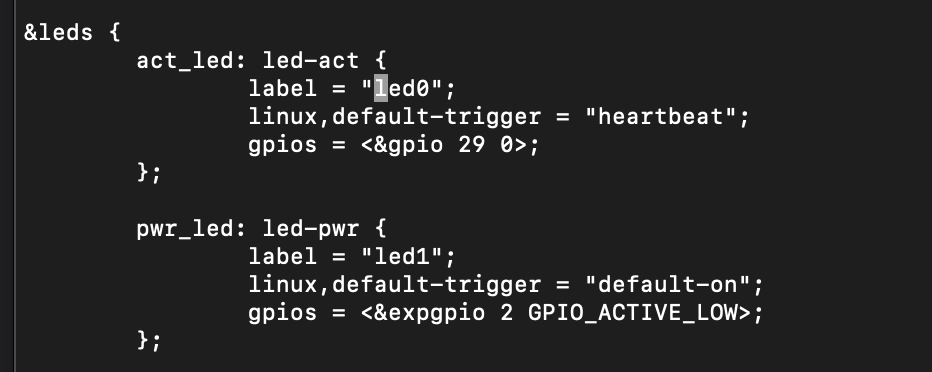 &leds {
act_led: led-act {
label = "led0";
linux,default-trigger = "heartbeat";
gpios = <&gpio 29 0>;
};
pwr_led: led-pwr {
label = "led1";
linux,default-trigger = "default-on";
gpios = <&expgpio 2 GPIO_ACTIVE_LOW>;
};